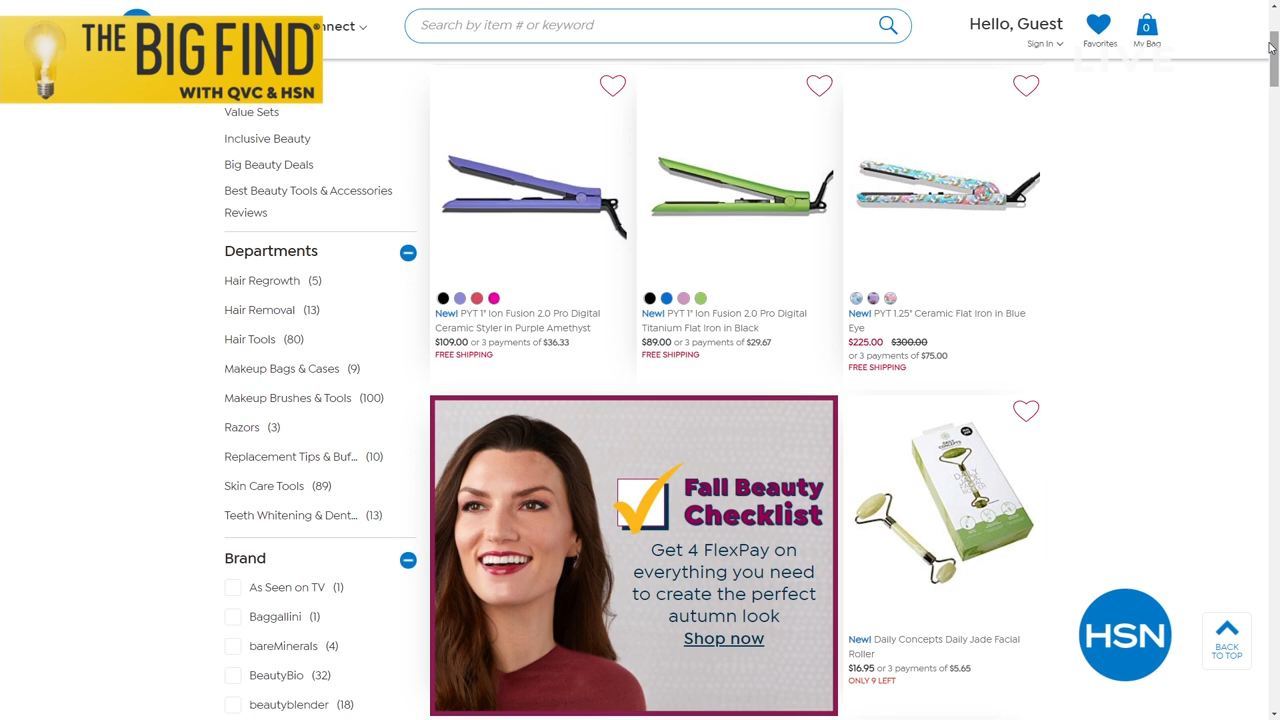 THE BIG FIND®
WITH QVC & HSN
nnect
Search by item # or keyword
Hello, Guest
Sign In
Favorites
0
My Bag
LIVE
Value Sets
Inclusive Beauty
Big Beauty Deals
Best Beauty Tools & Accessories
Reviews
Departments
Hair Regrowth (5)
Hair Removal (13)
Hair Tools (80)
Makeup Bags & Cases (9)
Makeup Brushes & Tools (100)
Razors (3)
Replacement Tips & Buf... (10)
Skin Care Tools (89)
Teeth Whitening & Dent... (13)
Brand
As Seen on TV (1)
Baggallini (1)
bareMinerals (4)
BeautyBio (32)
beautyblender (18)
New! PYT 1" Ion Fusion 2.0 Pro Digital
Ceramic Styler in Purple Amethyst
$109.00 or 3 payments of $36.33
FREE SHIPPING
New! PYT 1" Ion Fusion 2.0 Pro Digital
Titanium Flat Iron in Black
$89.00 or 3 payments of $29.67
FREE SHIPPING
New! PYT 1.25" Ceramic Flat Iron in Blue
Eye
$225.00 $300.00
or 3 payments of $75.00
FREE SHIPPING
Fall Beauty
Checklist
Get 4 FlexPay on
everything you need
to create the perfect
autumn look
Shop now
New! Daily Concepts Daily Jade Facial
Roller
$16.95 or 3 payments of $5.65
ONLY 9 LEFT
HSN
BACK
TO TOP